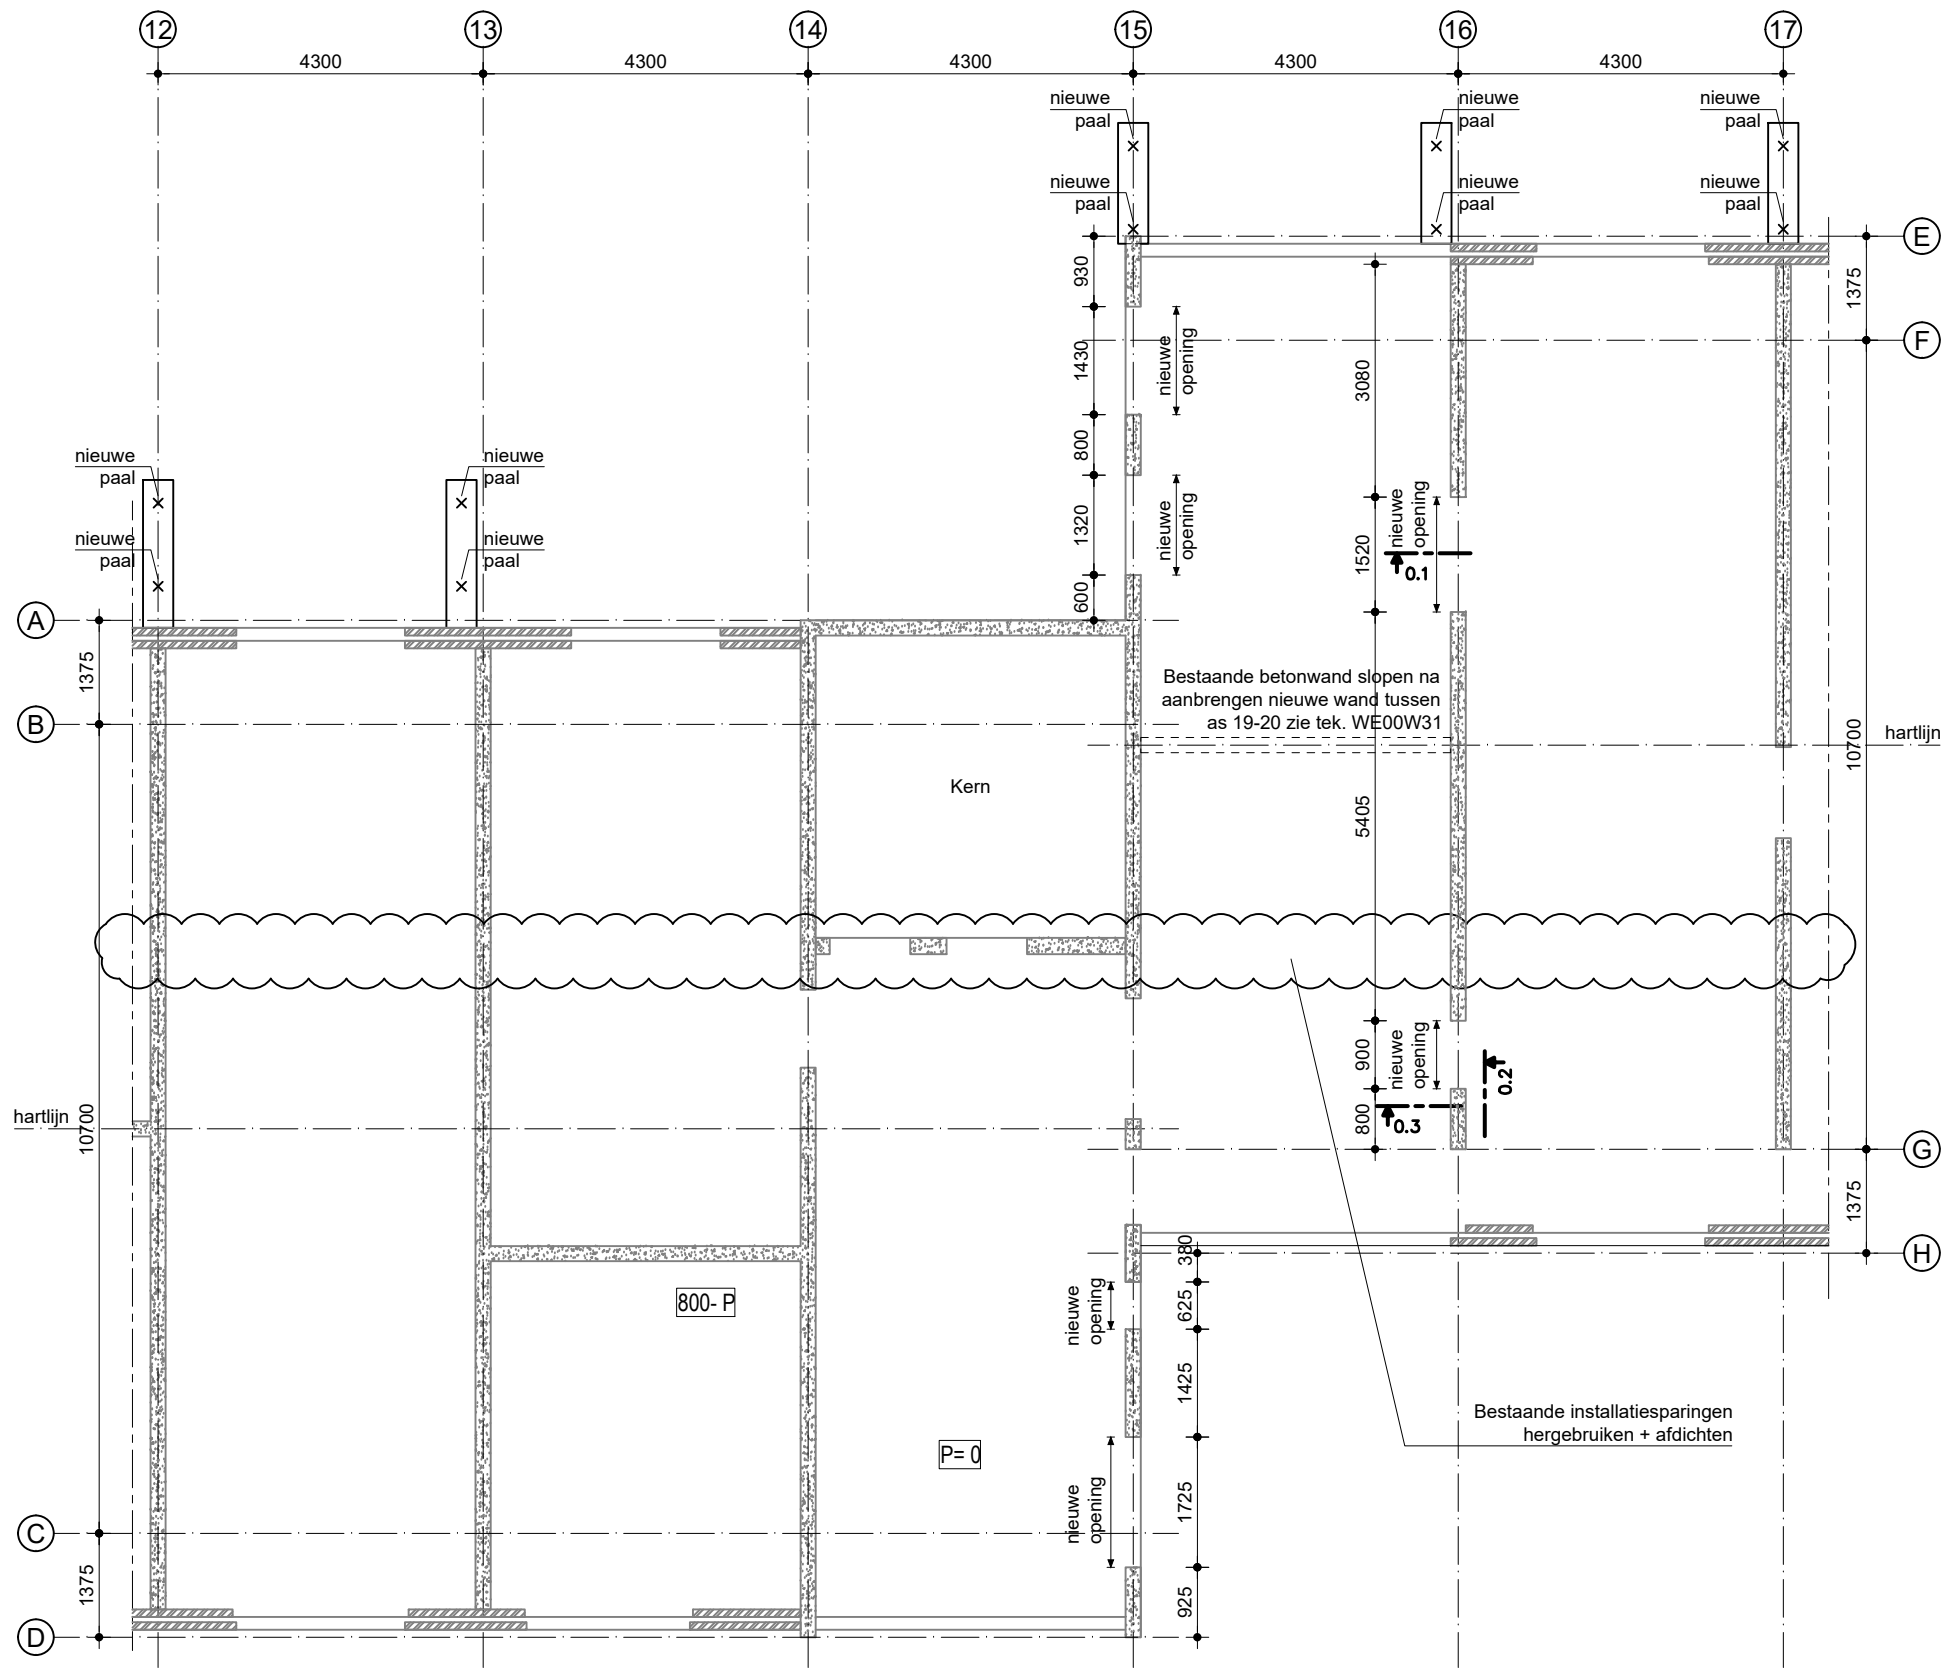 12
13
14
15
16
17
4300
4300
4300
4300
4300
nieuwe
paal
nieuwe
paal
nieuwe
paal
nieuwe
paal
nieuwe
paal
nieuwe
paal
E
930
1375
F
1430
nieuwe
opening
3080
800
nieuwe
paal
nieuwe
paal
1320
nieuwe
opening
1520
nieuwe
opening
0.1
nieuwe
paal
nieuwe
paal
600
A
1375
B
Bestaande betonwand slopen na
aanbrengen nieuwe wand tussen
as 19-20 zie tek. WE00W31
hartlijn
10700
Kern
5405
900
nieuwe
opening
0.2
800
0.3
hartlijn
10700
G
1375
H
380
800- P
nieuwe
opening
625
1425
Bestaande installatiesparingen
hergebruiken + afdichten
P= 0
nieuwe
opening
1725
C
1375
925
D